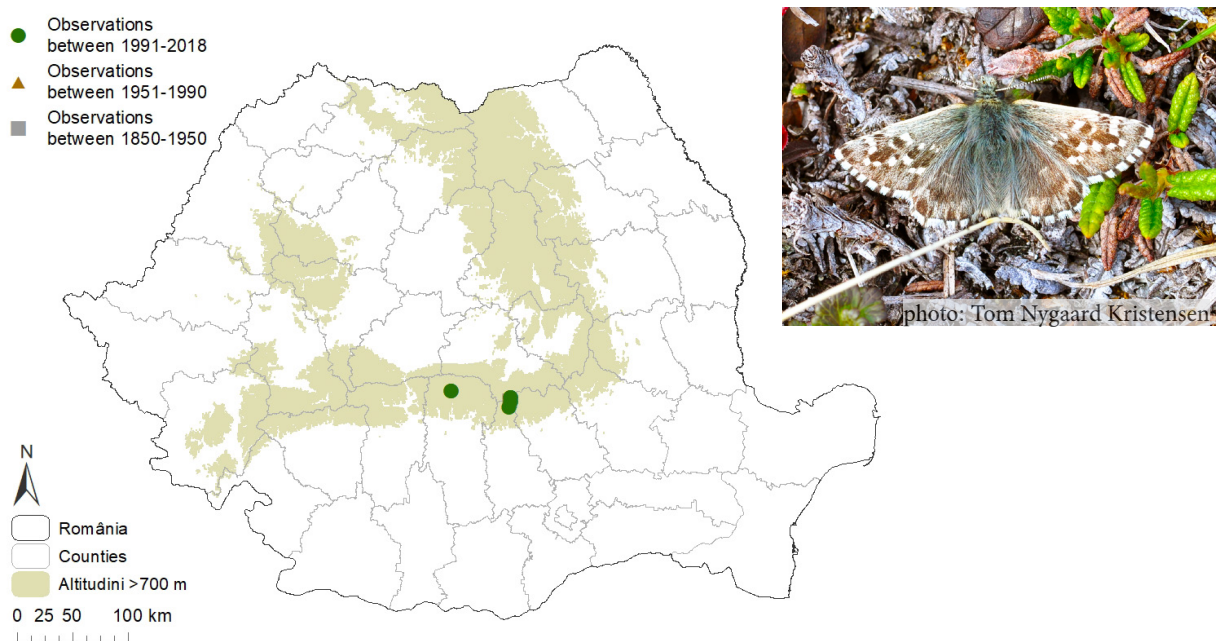 Observations
between 1991-2018
Observations
between 1951-1990
Observations
between 1850-1950
photo: Tom Nygaard Kristensen
N
România
Counties
Altitudini >700 m
0 25 50 100 km